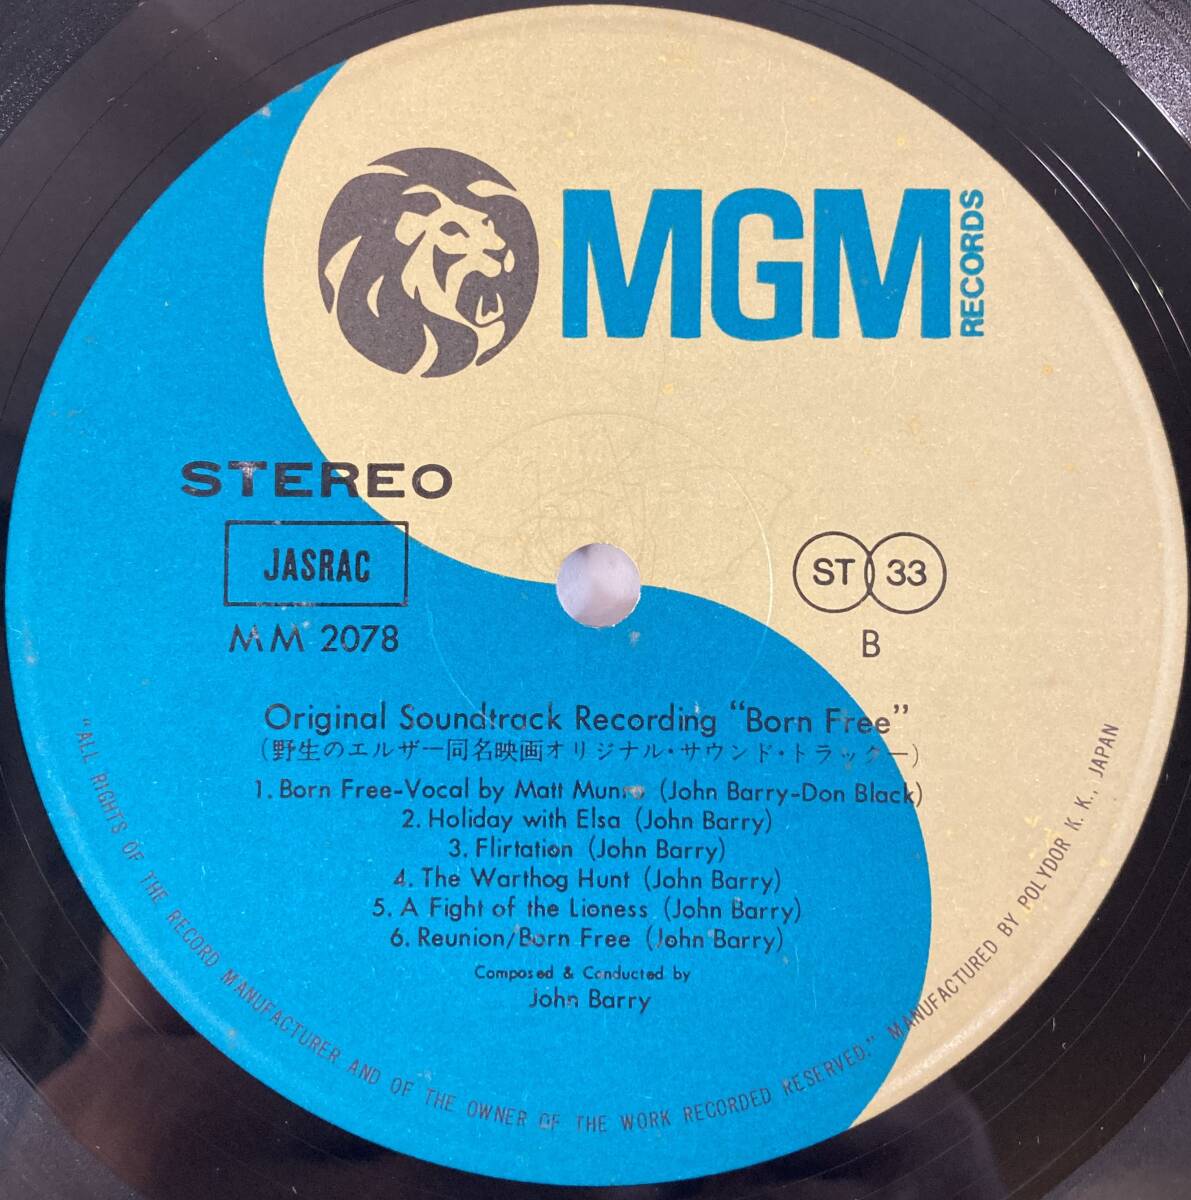 MGM
RECORDS
STEREO
JASRAC
MM 2078
ST 33
B
Original Soundtrack Recording “Born Free”
(野生のエルザー同名映画オリジナル・サウンド・トラック—)
1. Born Free-Vocal by Matt Munro (John Barry-Don Black)
2. Holiday with Elsa (John Barry)
3. Flirtation (John Barry)
4. The Warthog Hunt (John Barry)
5. A Fight of the Lioness (John Barry)
6. Reunion/Born Free (John Barry)
Composed & Conducted by
John Barry
"ALL RIGHTS OF THE RECORD MANUFACTURER AND OF THE OWNER OF THE WORK RECORDED RESERVED." MANUFACTURED BY POLYDOR K. K., JAPAN